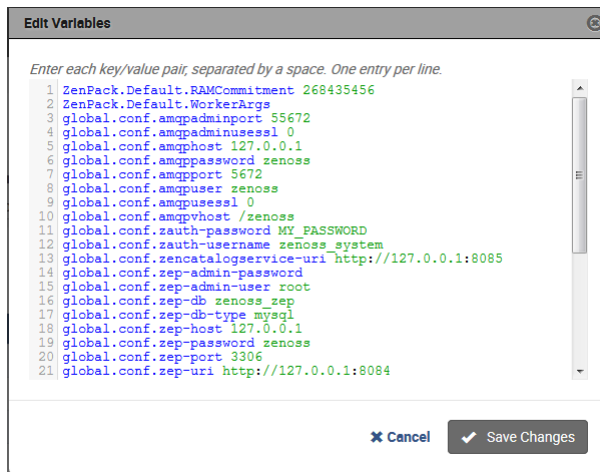 Edit Variables
Enter each key/value pair, separated by a space. One entry per line.
1 ZenPack.Default.RAMCommitment 268435456
2 ZenPack.Default.WorkerArgs
3 global.conf.amqpadminport 55672
4 global.conf.amqpadminusessl 0
5 global.conf.amqphost 127.0.0.1
6 global.conf.amqppassword zenoss
7 global.conf.amqpport 5672
8 global.conf.amqpuser zenoss
9 global.conf.amqpusessl 0
10 global.conf.amqpvhost /zenoss
11 global.conf.zauth-password MY_PASSWORD
12 global.conf.zauth-username zenoss_system
13 global.conf.zencatalogservice-uri http://127.0.0.1:8085
14 global.conf.zep-admin-password
15 global.conf.zep-admin-user root
16 global.conf.zep-db zenoss_zep
17 global.conf.zep-db-type mysql
18 global.conf.zep-host 127.0.0.1
19 global.conf.zep-password zenoss
20 global.conf.zep-port 3306
21 global.conf.zep-uri http://127.0.0.1:8084
Cancel
Save Changes